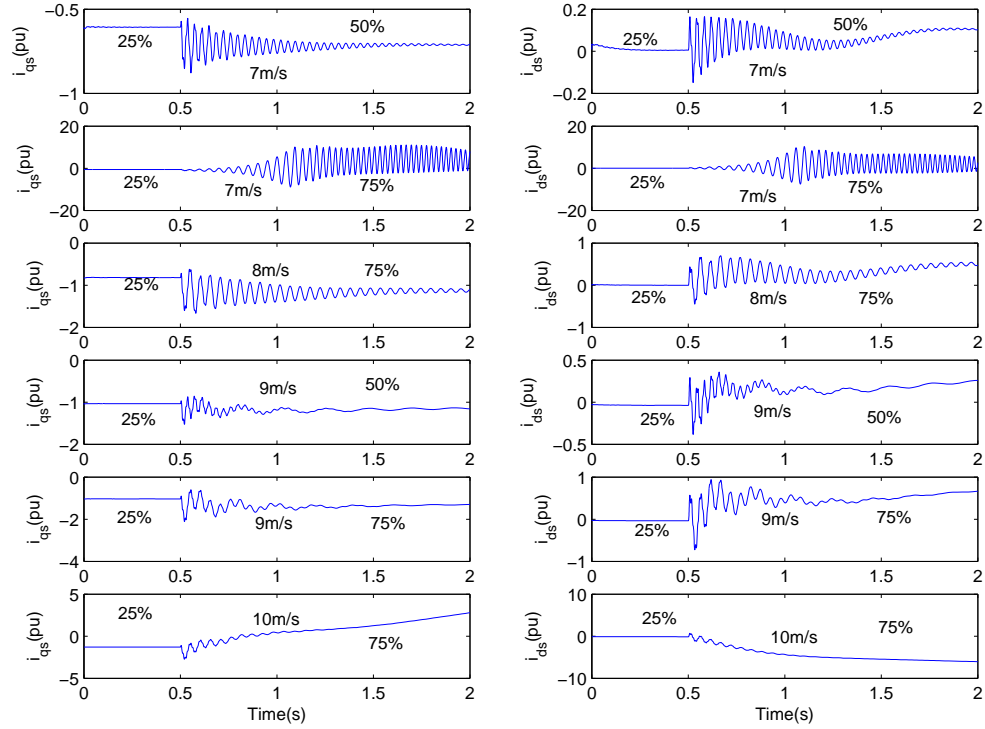 −0.5
i_qs(pu)
25%
50%
7m/s
−1
0 0.5 1 1.5 2
0.2
i_ds(pu)
0
25%
50%
7m/s
−0.2
0 0.5 1 1.5 2
20
i_qs(pu)
0
25%
7m/s
75%
−20
0 0.5 1 1.5 2
20
i_ds(pu)
0
25%
7m/s
75%
−20
0 0.5 1 1.5 2
0
i_qs(pu)
−1
25%
8m/s
75%
−2
0 0.5 1 1.5 2
1
i_ds(pu)
0
25%
8m/s
75%
1
0 0.5 1 1.5 2
0
i_qs(pu)
−1
25%
9m/s
50%
−2
0 0.5 1 1.5 2
0.5
i_ds(pu)
0
25%
9m/s
50%
0.5
0 0.5 1 1.5 2
0
i_qs(pu)
−2
25%
9m/s
75%
−4
0 0.5 1 1.5 2
1
i_ds(pu)
0
25%
9m/s
75%
1
0 0.5 1 1.5 2
5
i_qs(pu)
0
25%
10m/s
75%
−5
0 0.5 1 1.5 2
Time(s)
10
i_ds(pu)
0
25%
10m/s
75%
−10
0 0.5 1 1.5 2
Time(s)